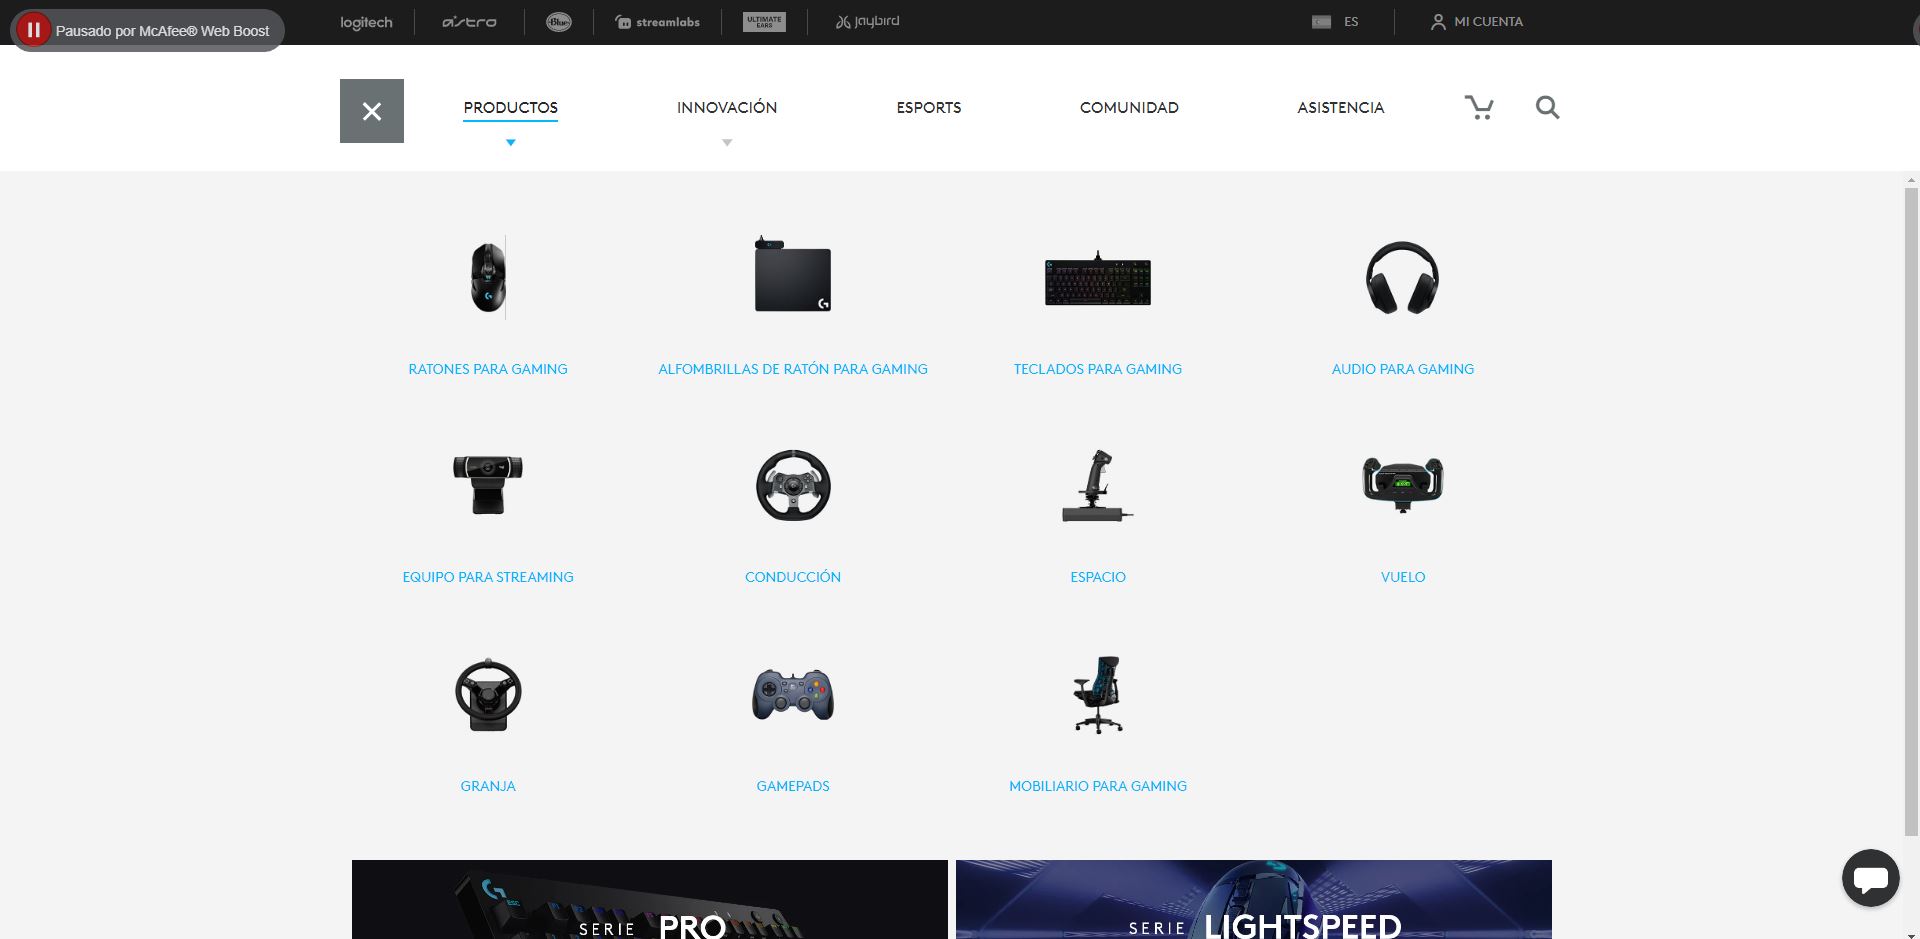 Pausado por McAfee® Web Boost
logitech
astro
Blue
streamlabs
ULTIMATE
EARS
jaybird
ES
MI CUENTA
PRODUCTOS
INNOVACIÓN
ESPORTS
COMUNIDAD
ASISTENCIA
RATONES PARA GAMING
ALFOMBRILLAS DE RATÓN PARA GAMING
TECLADOS PARA GAMING
AUDIO PARA GAMING
EQUIPO PARA STREAMING
CONDUCCIÓN
ESPACIO
VUELO
GRANJA
GAMEPADS
MOBILIARIO PARA GAMING
ESC
SERIE PRO
SERIE LIGHTSPEED